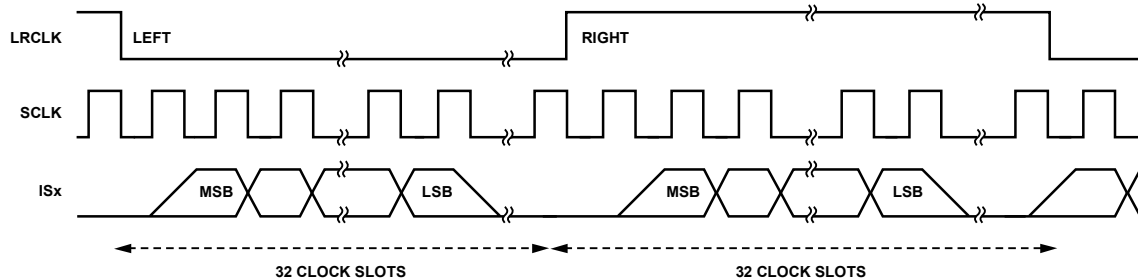 LRCLK
LEFT
RIGHT
SCLK
ISx
MSB
LSB
MSB
LSB
32 CLOCK SLOTS
32 CLOCK SLOTS